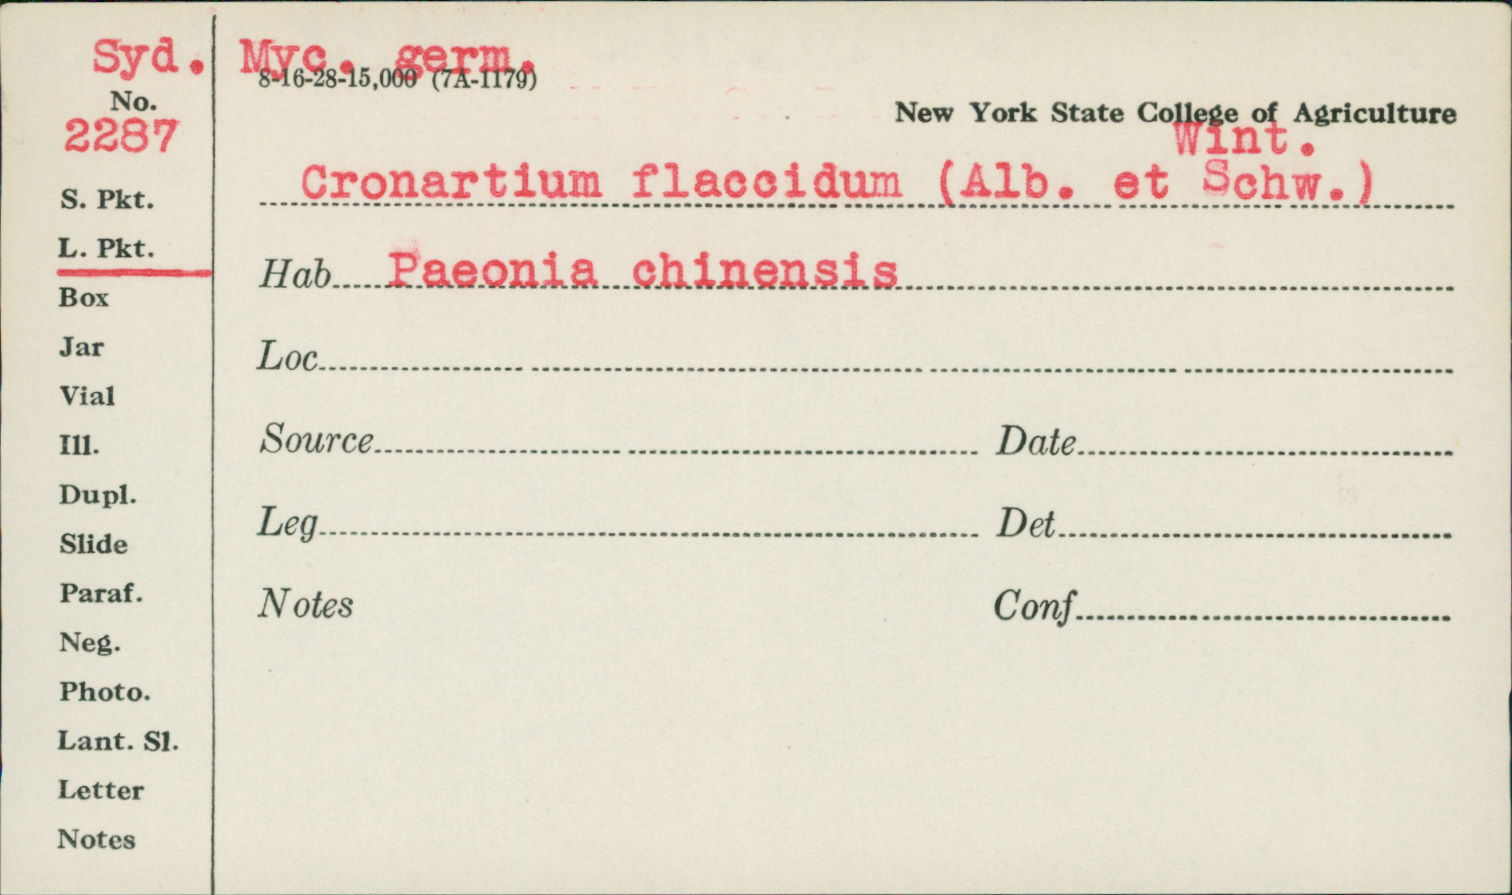 Syd. Myc. germ.
8-16-28-15,000 (7A-1179)
No.
2287
New York State College of Agriculture
Wint.
Cronartium flaccidum (Alb. et Schw.)
Hab Paeonia chinensis
Loc
Source Date
Leg Det
Notes Conf
S. Pkt.
L. Pkt.
Box
Jar
Vial
Ill.
Dupl.
Slide
Paraf.
Neg.
Photo.
Lant. Sl.
Letter
Notes